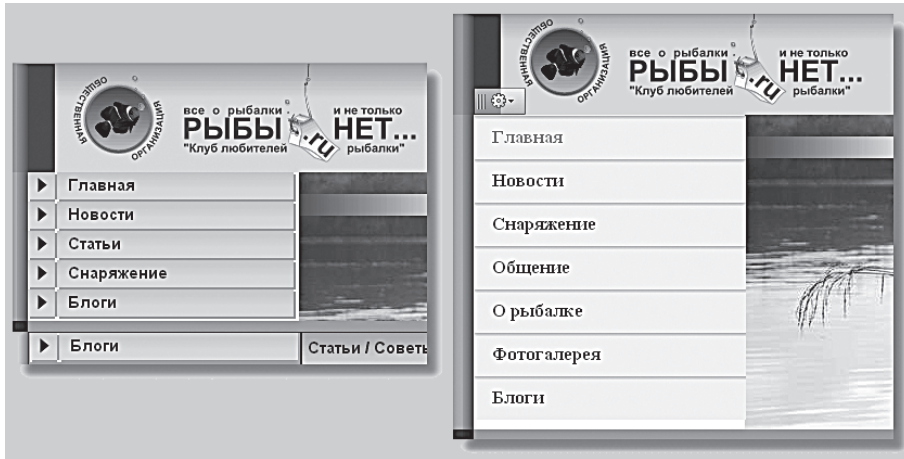 ОБЩЕСТВЕННАЯ
ОРГАНИЗАЦИЯ
все о рыбалки и не только
РЫБЫ .ru НЕТ...
"Клуб любителей рыбалки"
Главная
Новости
Статьи
Снаряжение
Блоги
Блоги
Статьи / Советы
ОБЩЕСТВЕННАЯ
ОРГАНИЗАЦИЯ
все о рыбалки и не только
РЫБЫ .ru НЕТ...
"Клуб любителей рыбалки"
Главная
Новости
Снаряжение
Общение
О рыбалке
Фотогалерея
Блоги